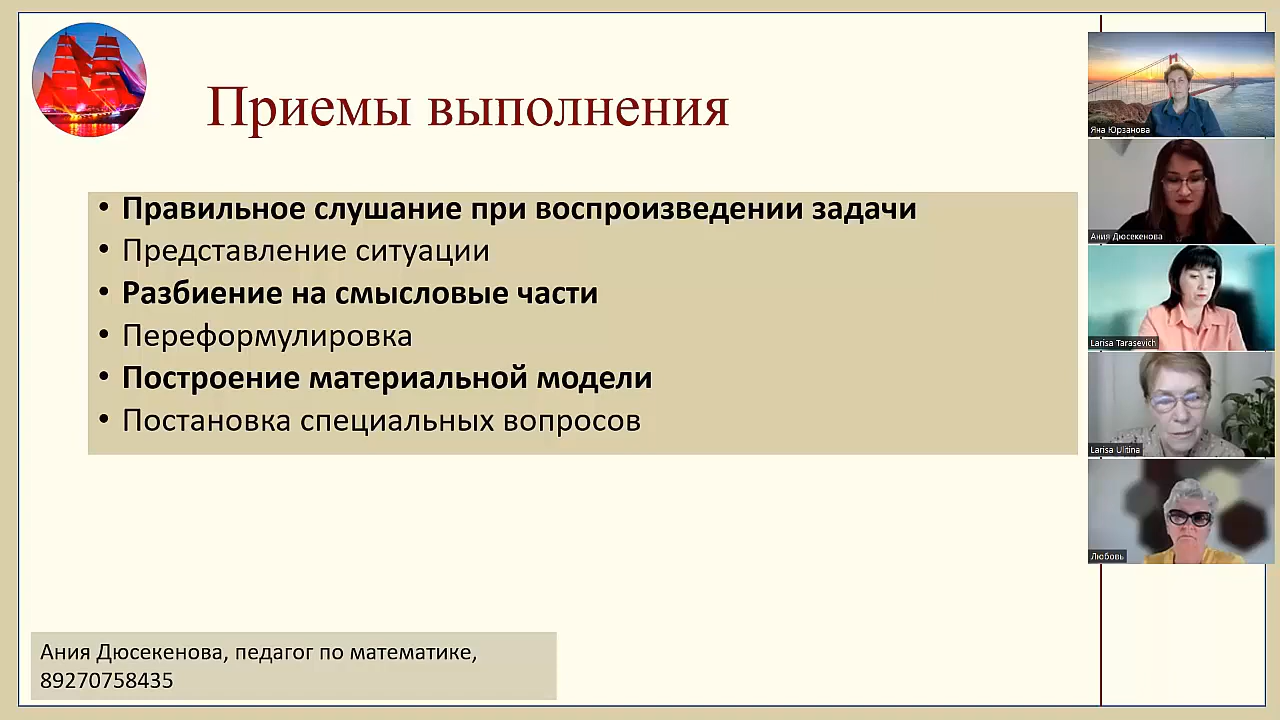 Приемы выполнения
• Правильное слушание при воспроизведении задачи
• Представление ситуации
• Разбиение на смысловые части
• Переформулировка
• Построение материальной модели
• Постановка специальных вопросов
Ания Дюсекенова, педагог по математике,
89270758435
Яна Юрзанова
Ания Дюсекенова
Larisa Tarasevich
Larisa Ulitina
Любовь